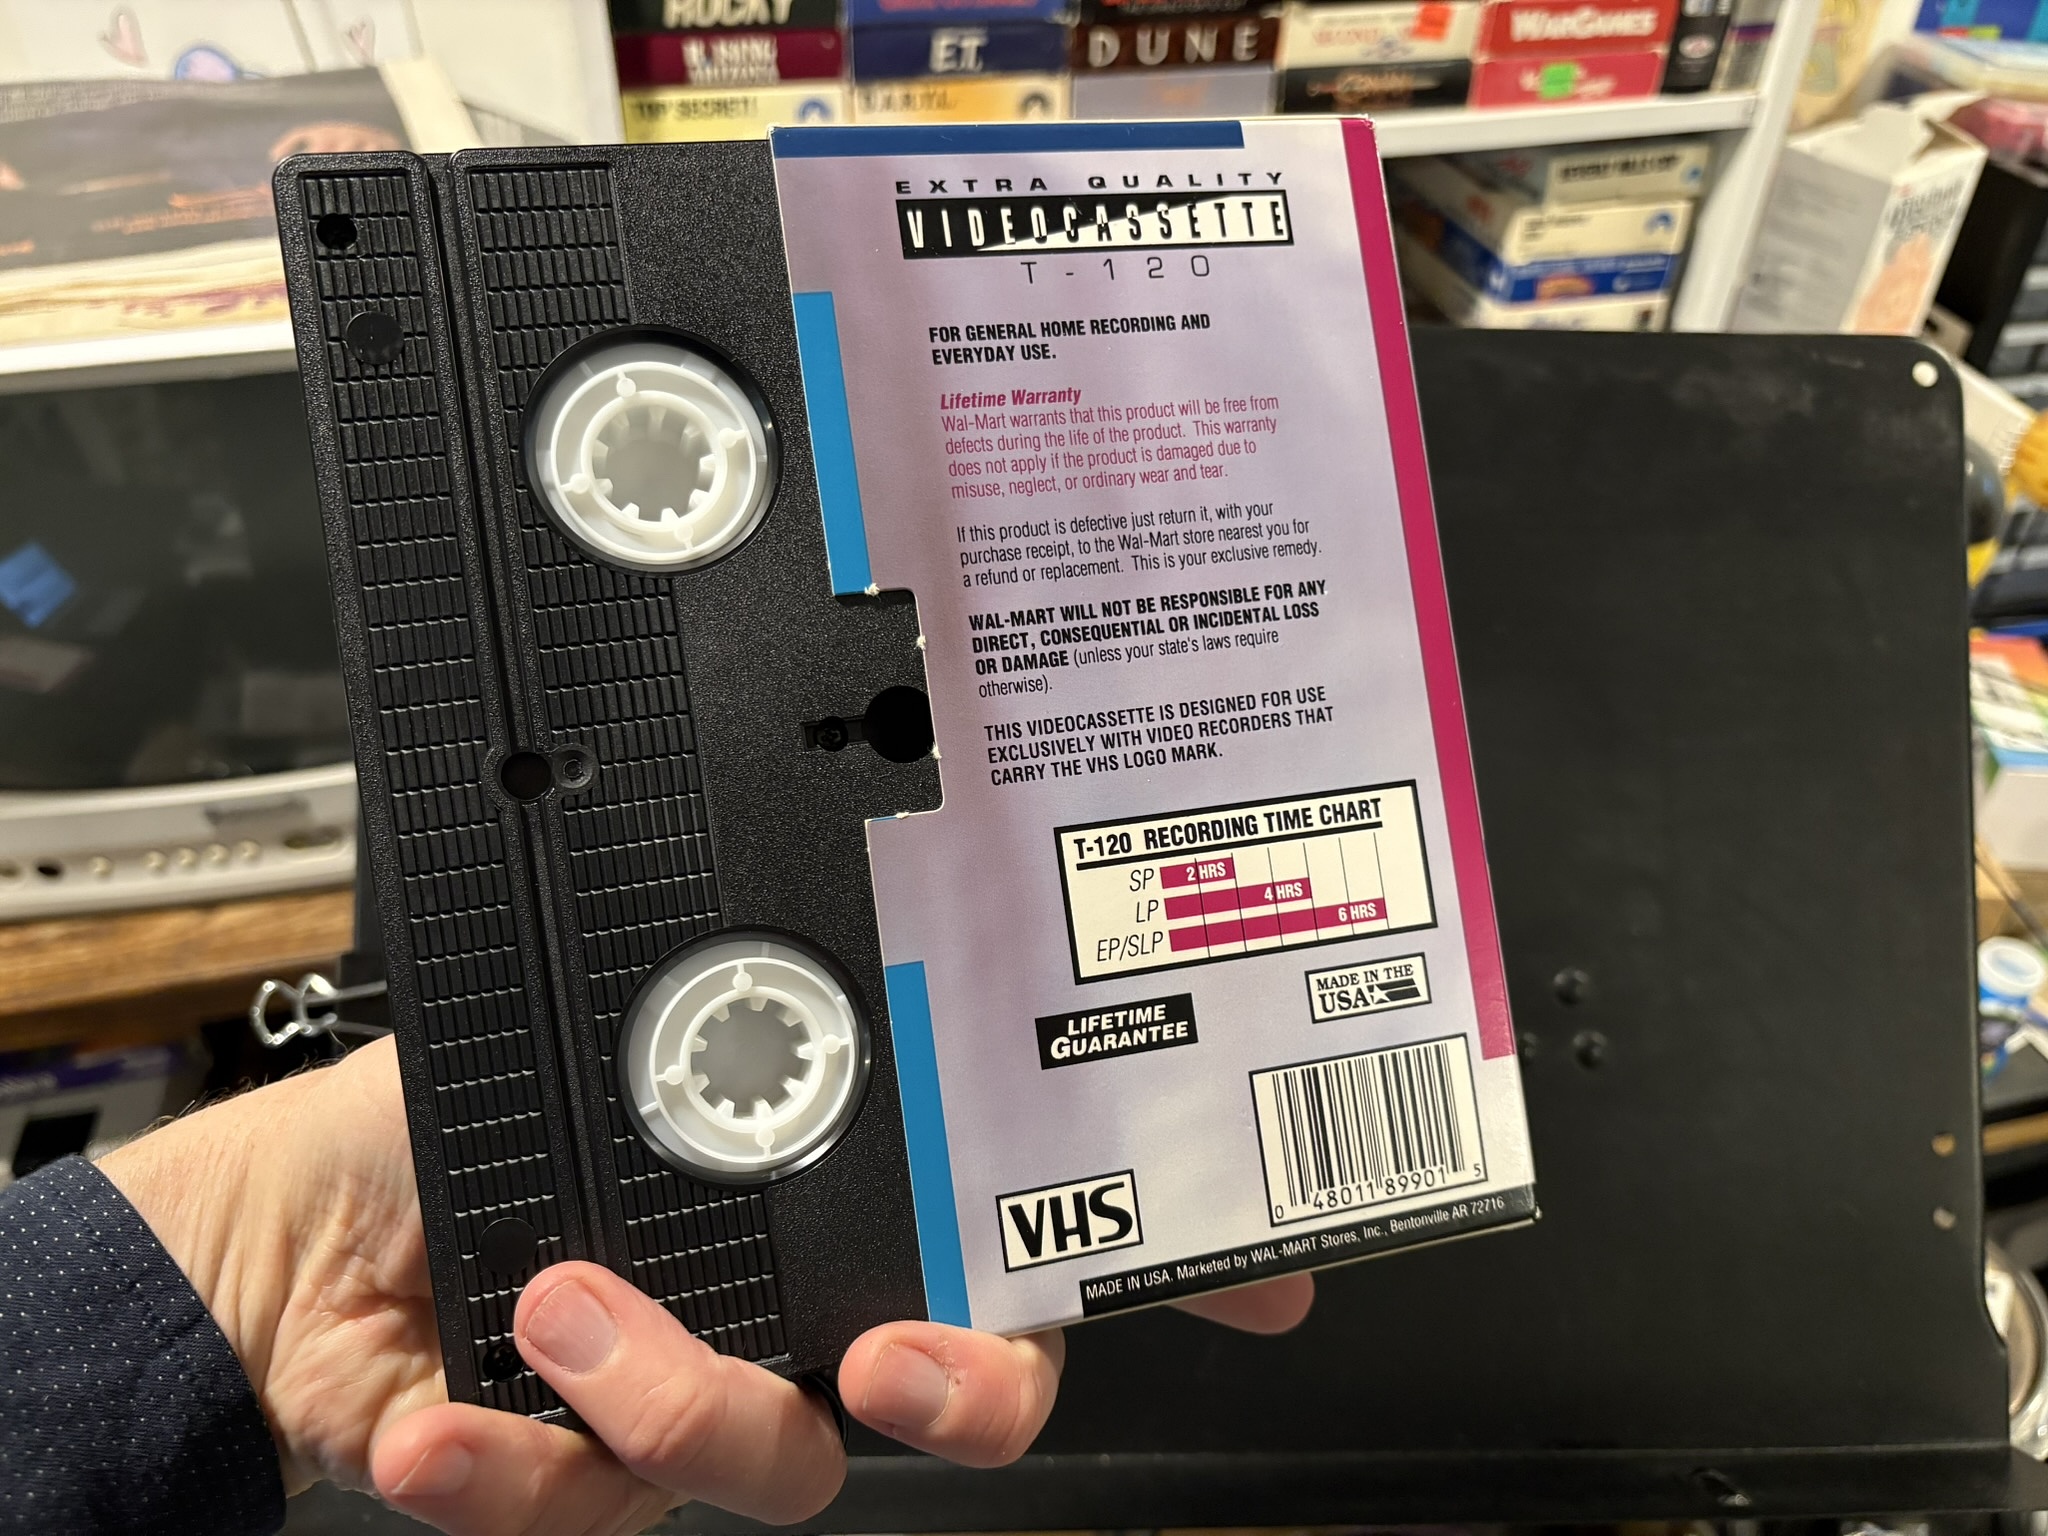 ROCKY
E.T.
DUNE
WARGAMES
TOP SECRET!
EXTRA QUALITY
VIDEOCASSETTE
T-120
FOR GENERAL HOME RECORDING AND
EVERYDAY USE.
Lifetime Warranty
Wal-Mart warrants that this product will be free from
defects during the life of the product. This warranty
does not apply if the product is damaged due to
misuse, neglect, or ordinary wear and tear.
If this product is defective just return it, with your
purchase receipt, to the Wal-Mart store nearest you for
a refund or replacement. This is your exclusive remedy.
WAL-MART WILL NOT BE RESPONSIBLE FOR ANY
DIRECT, CONSEQUENTIAL OR INCIDENTAL LOSS
OR DAMAGE (unless your state's laws require
otherwise).
THIS VIDEOCASSETTE IS DESIGNED FOR USE
EXCLUSIVELY WITH VIDEO RECORDERS THAT
CARRY THE VHS LOGO MARK.
T-120 RECORDING TIME CHART
SP 2 HRS
LP 4 HRS
EP/SLP 6 HRS
LIFETIME
GUARANTEE
MADE IN THE
USA
VHS
0 48011 89901 5
MADE IN USA. Marketed by WAL-MART Stores, Inc., Bentonville AR 72716